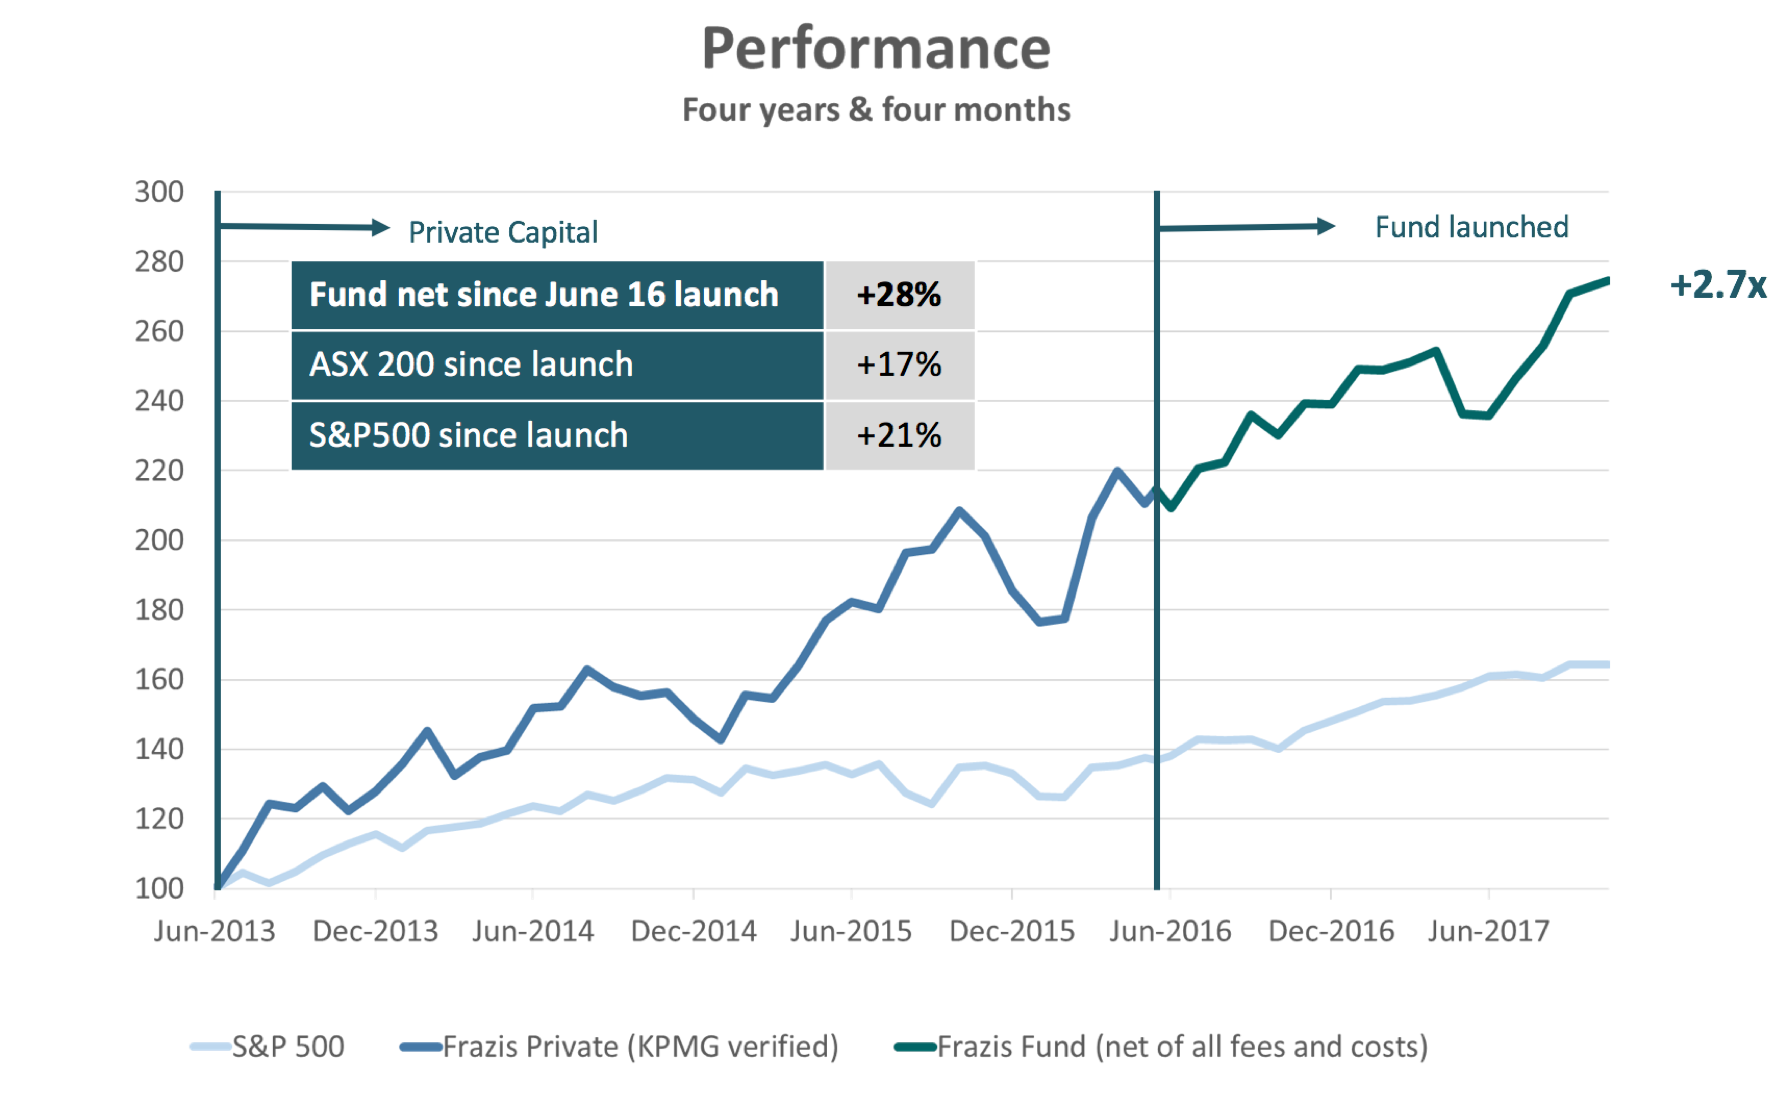 Performance
Four years & four months
300
280
260
240
220
200
180
160
140
120
100
Private Capital
Fund launched
+2.7x
Fund net since June 16 launch +28%
ASX 200 since launch +17%
S&P500 since launch +21%
Jun-2013 Dec-2013 Jun-2014 Dec-2014 Jun-2015 Dec-2015 Jun-2016 Dec-2016 Jun-2017
S&P 500 Frazis Private (KPMG verified) Frazis Fund (net of all fees and costs)